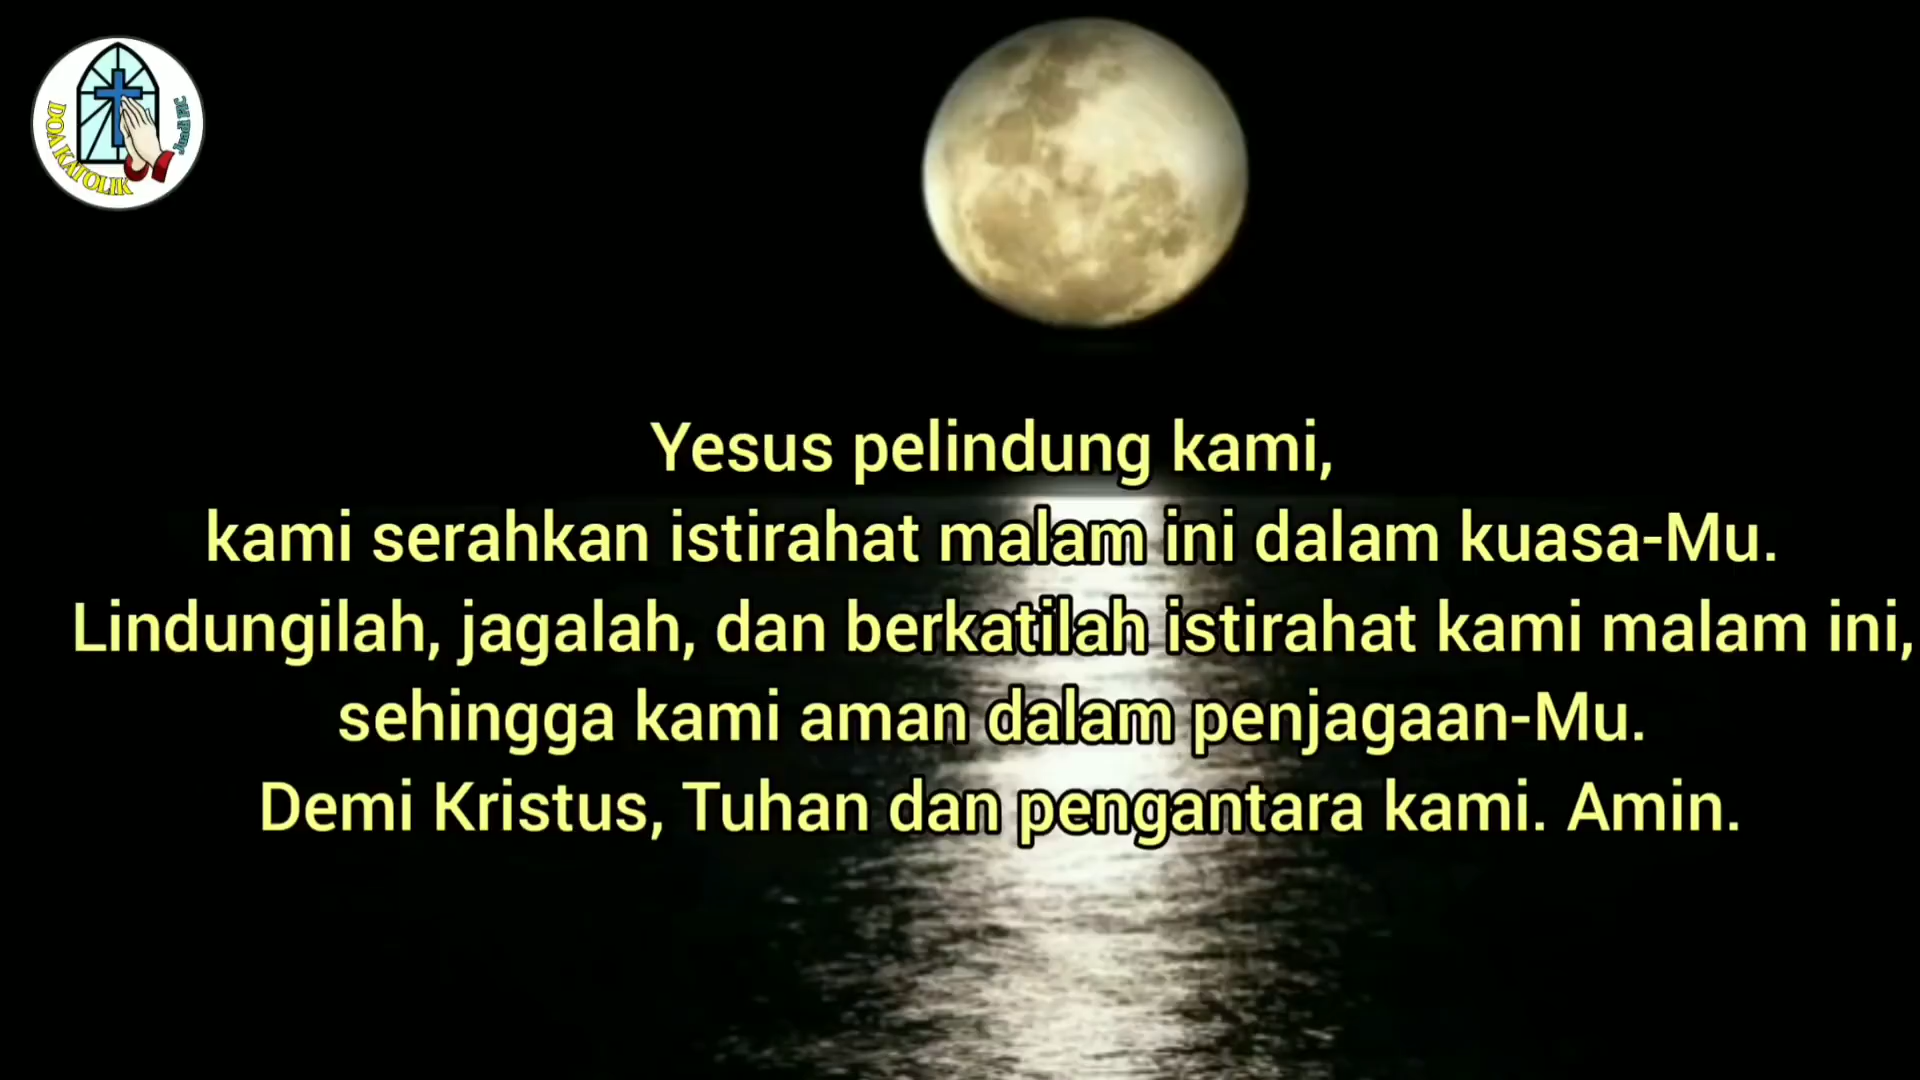 DOA KATOLIK
Yesus pelindung kami,
kami serahkan istirahat malam ini dalam kuasa-Mu.
Lindungilah, jagalah, dan berkatilah istirahat kami malam ini,
sehingga kami aman dalam penjagaan-Mu.
Demi Kristus, Tuhan dan pengantara kami. Amin.